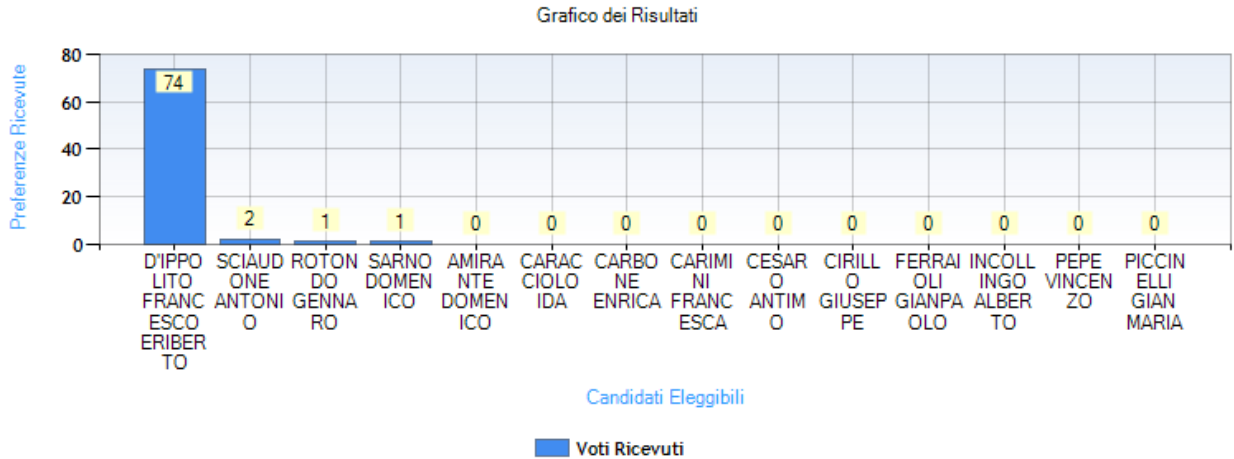 Grafico dei Risultati
Preferenze Ricevute
80
60
40
20
0
74
2
1
1
0
0
0
0
0
0
0
0
0
0
D'IPPO
LITO
FRANC
ESCO
ERIBER
TO
SCIAUD
ONE
ANTONI
O
ROTON
DO
GENNA
RO
SARNO
DOMEN
ICO
AMIRA
NTE
DOMEN
ICO
CARAC
CIOLO
IDA
CARBO
NE
ENRICA
CARIMI
NI
FRANC
ESCA
CESAR
O
ANTIM
O
CIRILL
O
GIUSEP
PE
FERRAI
OLI
GIANPA
OLO
INCOLL
INGO
ALBER
TO
PEPE
VINCEN
ZO
PICCIN
ELLI
GIAN
MARIA
Candidati Eleggibili
Voti Ricevuti